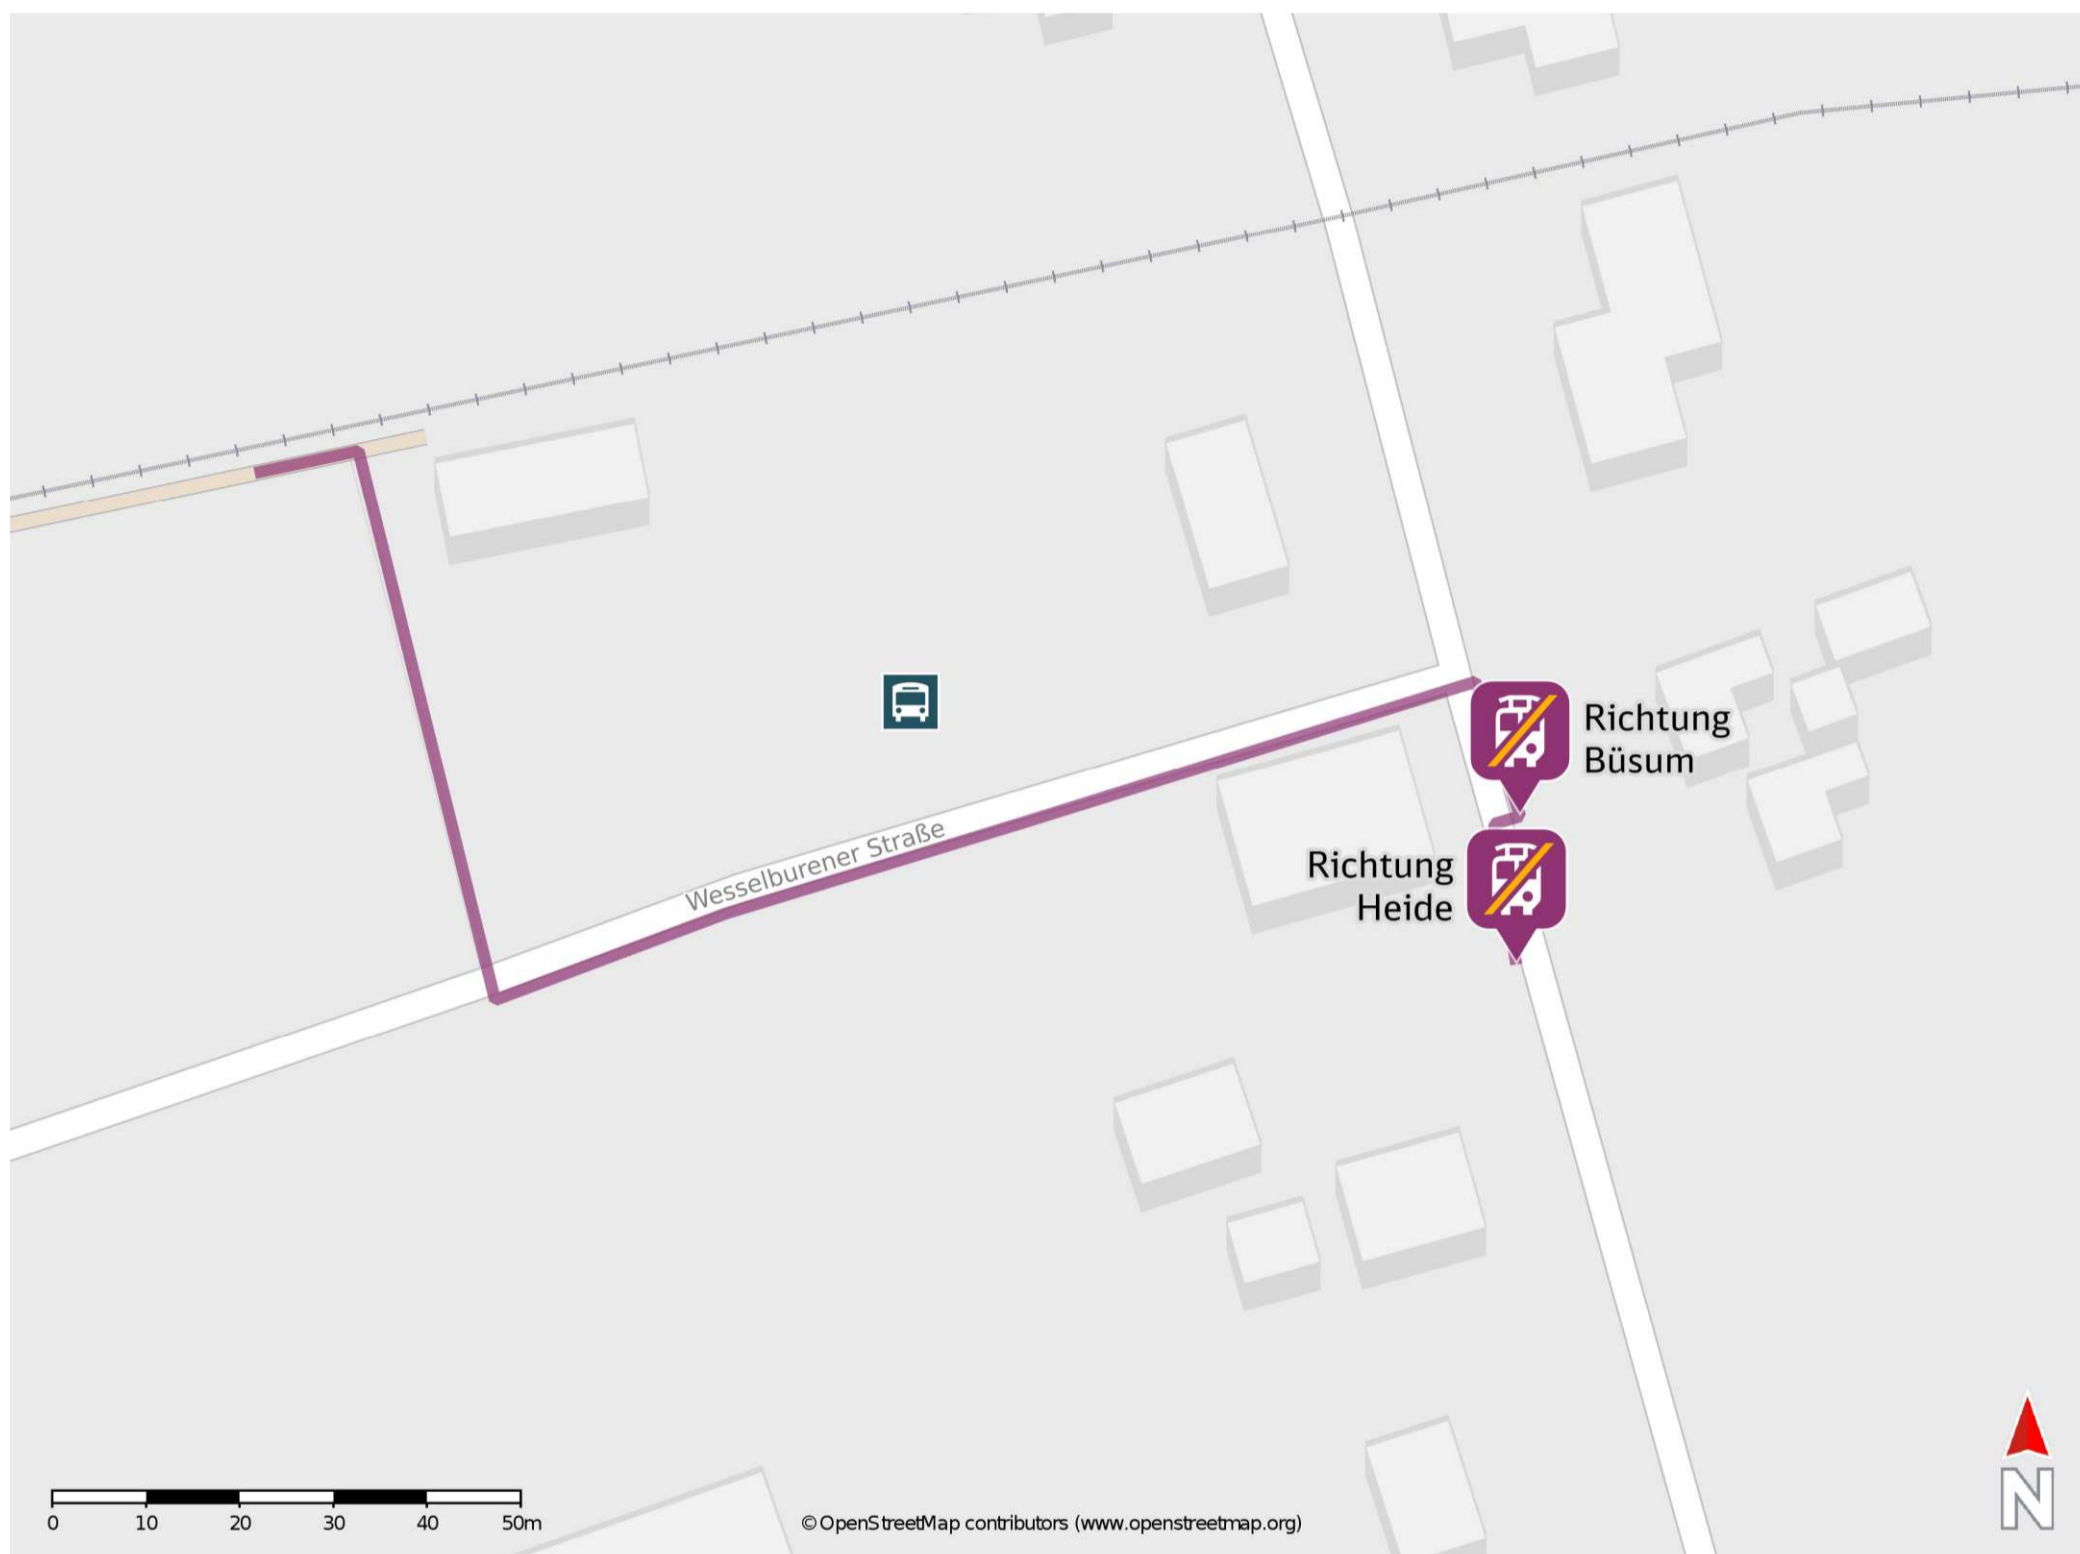 Richtung
Büsum
Wesselburener Straße
Richtung
Heide
N
0 10 20 30 40 50m
© OpenStreetMap contributors (www.openstreetmap.org)